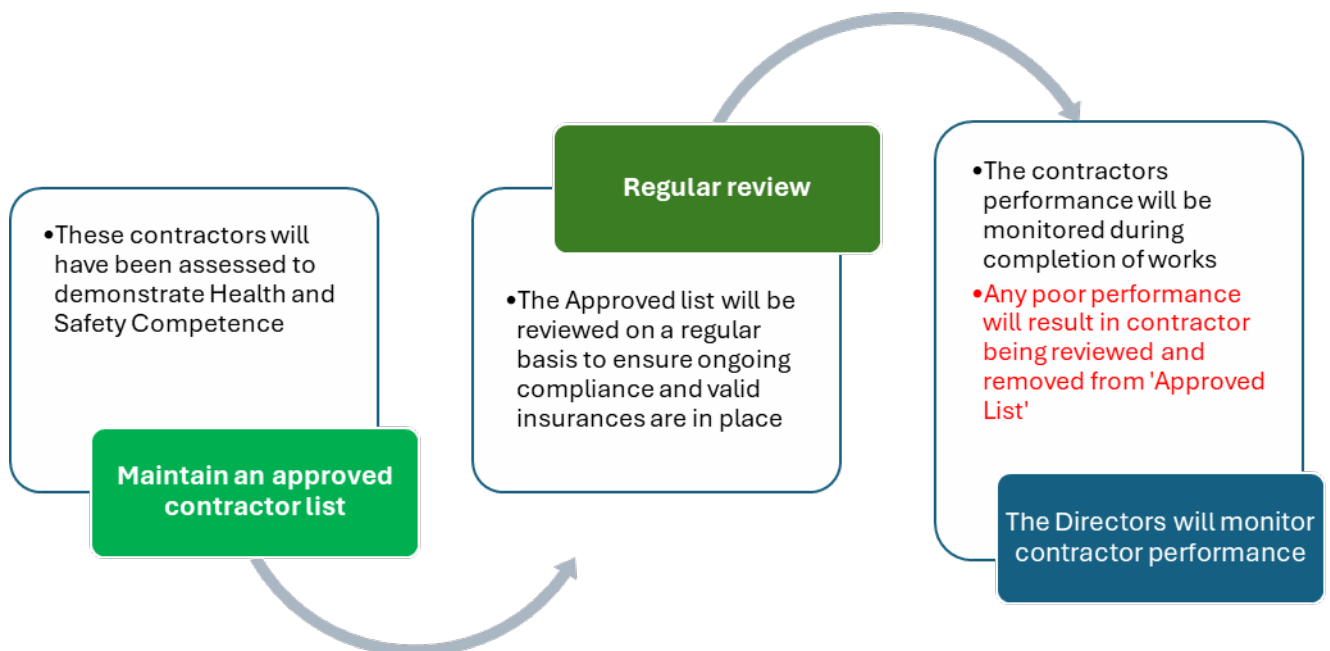 •These contractors will
have been assessed to
demonstrate Health and
Safety Competence
Maintain an approved
contractor list
Regular review
•The Approved list will be
reviewed on a regular
basis to ensure ongoing
compliance and valid
insurances are in place
•The contractors
performance will be
monitored during
completion of works
•Any poor performance
will result in contractor
being reviewed and
removed from 'Approved
List'
The Directors will monitor
contractor performance